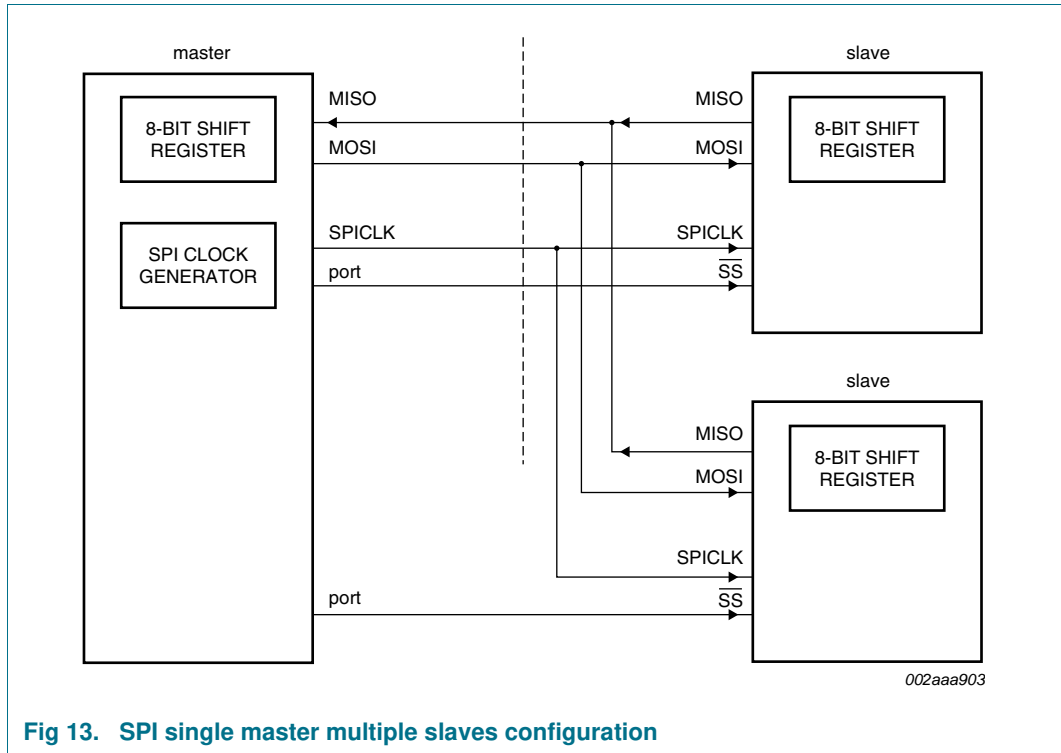 master
slave
8-BIT SHIFT
REGISTER
SPI CLOCK
GENERATOR
MISO
MOSI
SPICLK
port
port
MISO
MOSI
SPICLK
SS
8-BIT SHIFT
REGISTER
slave
MISO
MOSI
SPICLK
SS
8-BIT SHIFT
REGISTER
002aaa903
Fig 13. SPI single master multiple slaves configuration